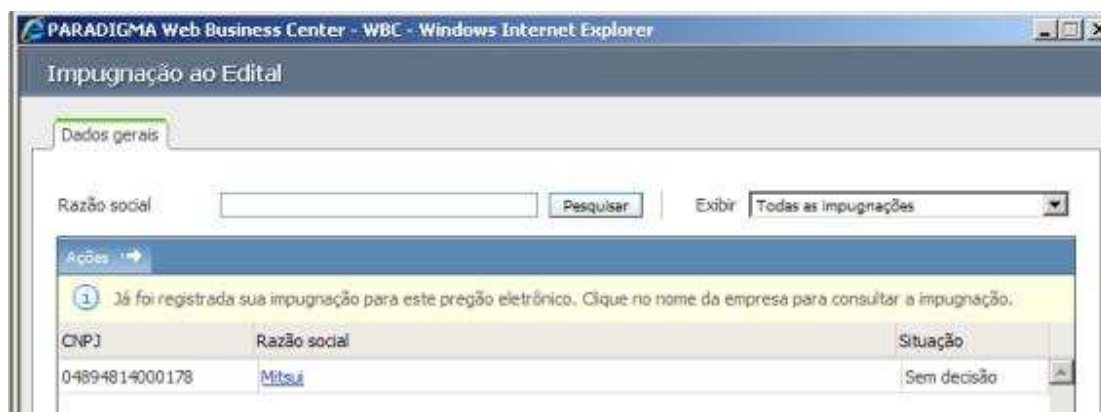 PARADIGMA Web Business Center - WBC - Windows Internet Explorer
Impugnação ao Edital
Dados gerais
Razão social Pesquisar Exibir Todas as impugnações
Ações
Já foi registrada sua impugnação para este pregão eletrônico. Clique no nome da empresa para consultar a impugnação.
CNPJ Razão social Situação
04894814000178 Mitsui Sem decisão